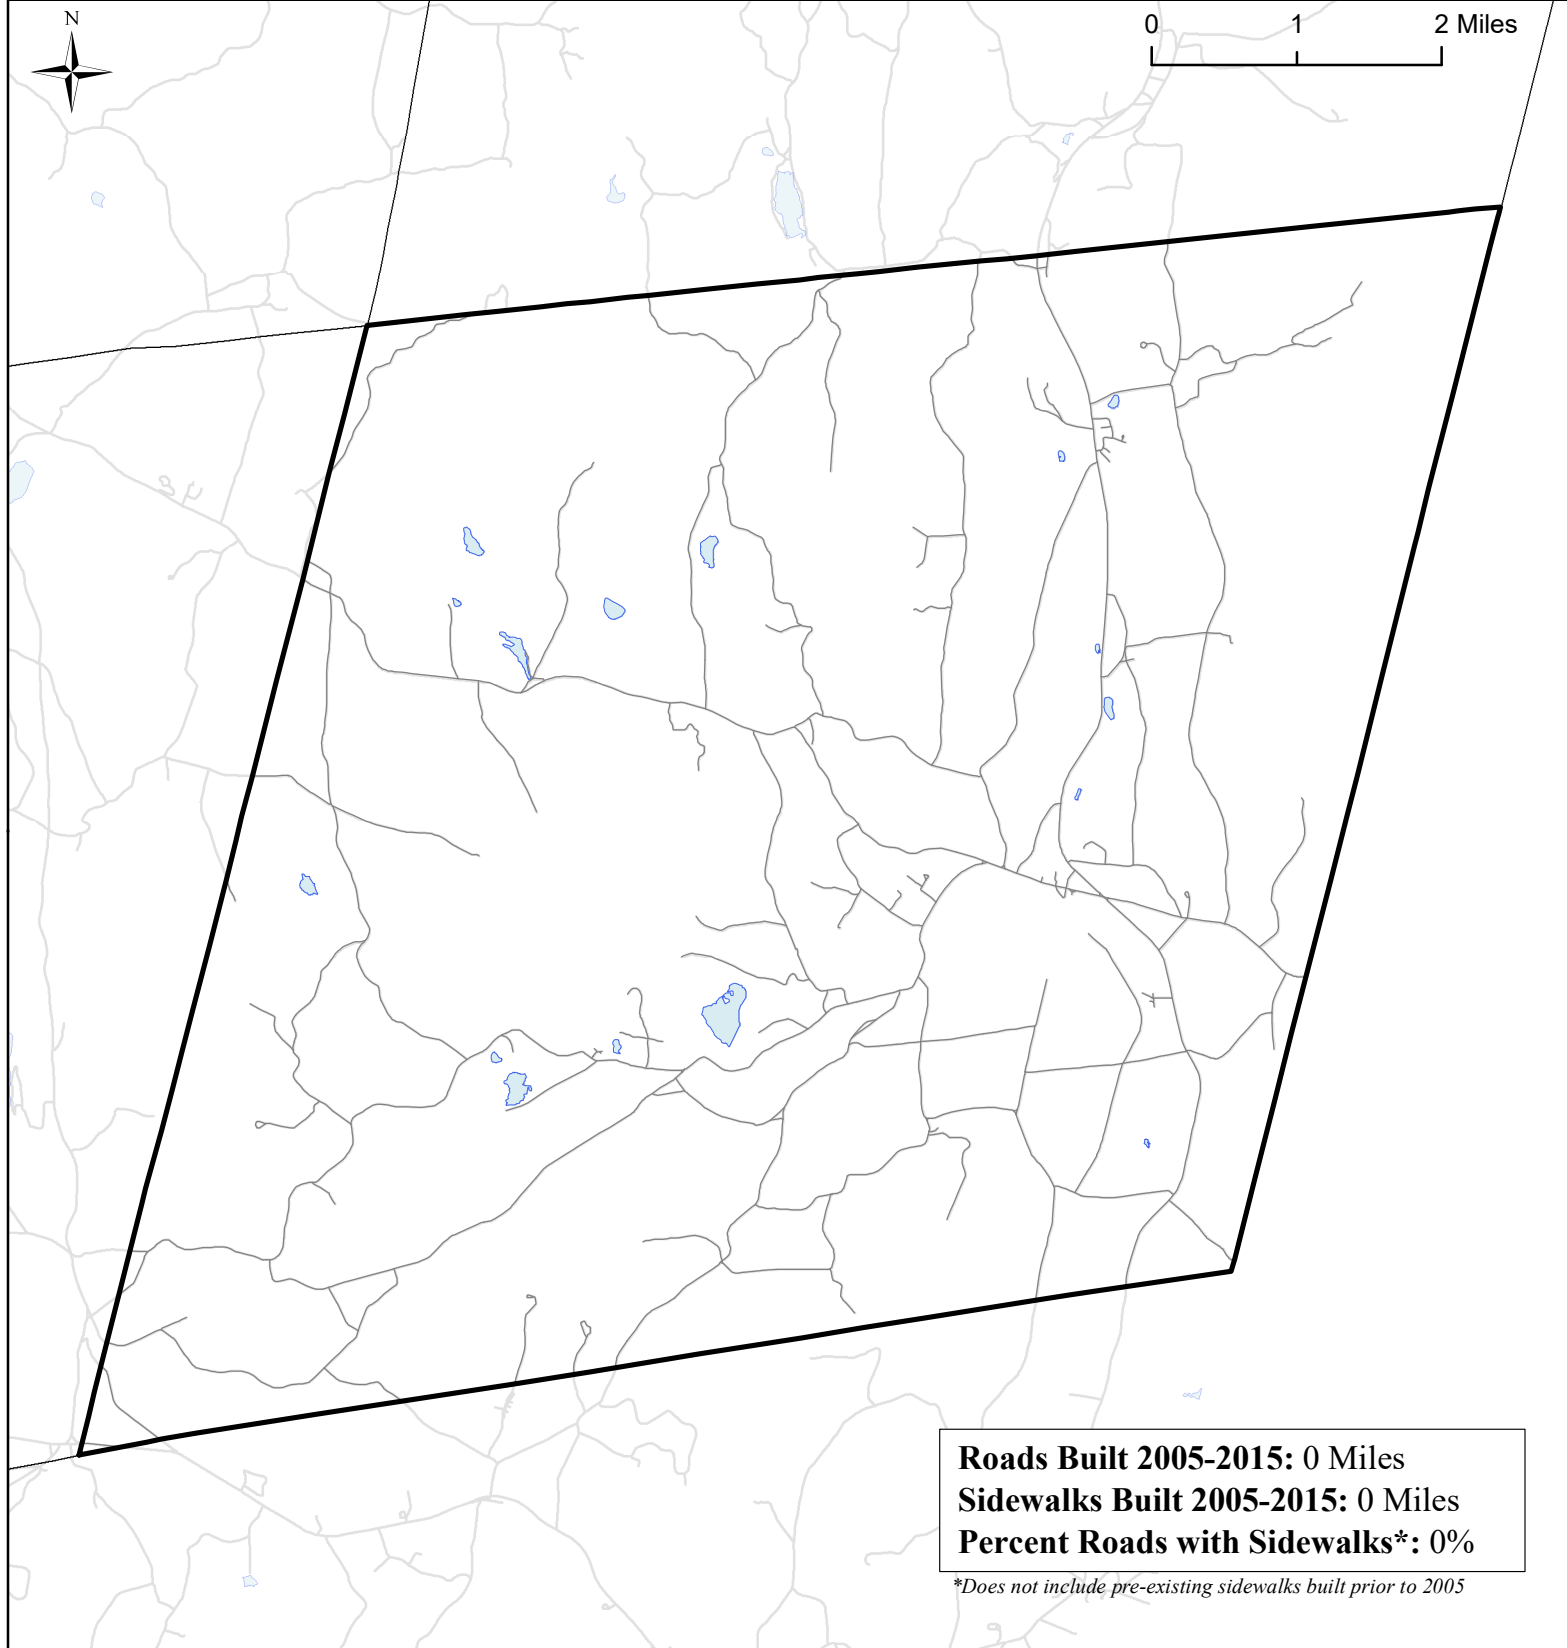 N
0 1 2 Miles
Roads Built 2005-2015: 0 Miles
Sidewalks Built 2005-2015: 0 Miles
Percent Roads with Sidewalks*: 0%
*Does not include pre-existing sidewalks built prior to 2005